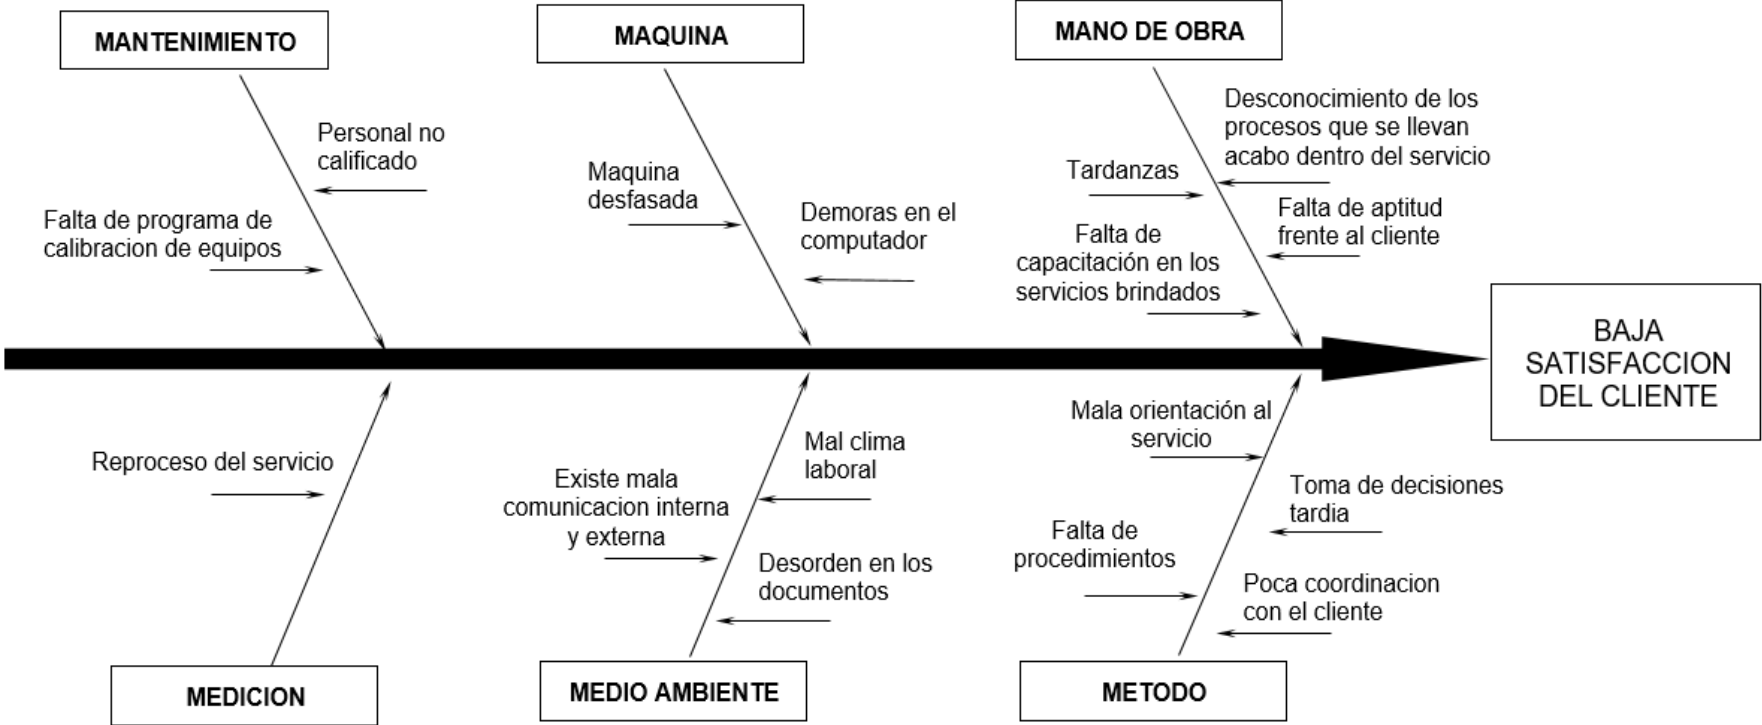 MANTENIMIENTO
MAQUINA
MANO DE OBRA
Personal no
calificado
Falta de programa de
calibracion de equipos
Maquina
desfasada
Demoras en el
computador
Desconocimiento de los
procesos que se llevan
acabo dentro del servicio
Tardanzas
Falta de aptitud
frente al cliente
Falta de
capacitación en los
servicios brindados
BAJA
SATISFACCION
DEL CLIENTE
Reproceso del servicio
Mal clima
laboral
Existe mala
comunicacion interna
y externa
Desorden en los
documentos
Mala orientación al
servicio
Toma de decisiones
tardia
Falta de
procedimientos
Poca coordinacion
con el cliente
MEDICION
MEDIO AMBIENTE
METODO